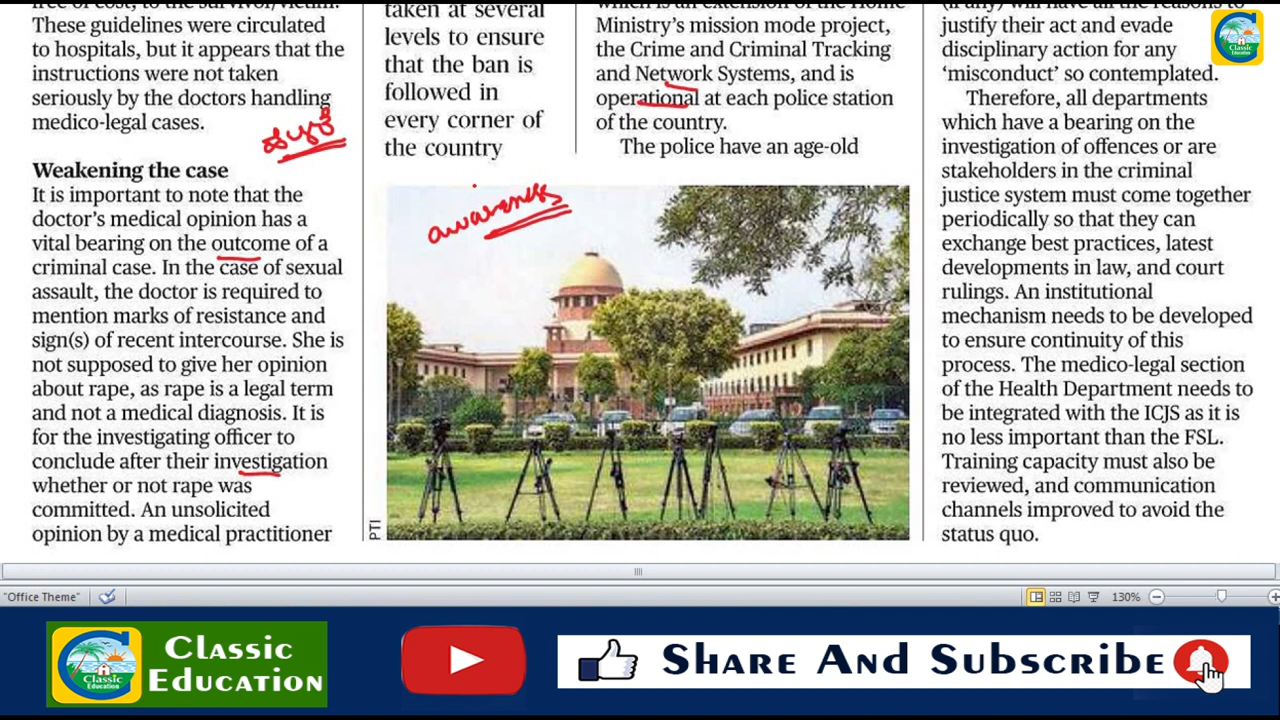 free of cost, to the survivor/victim.
These guidelines were circulated
to hospitals, but it appears that the
instructions were not taken
seriously by the doctors handling
medico-legal cases.
Weakening the case
It is important to note that the
doctor's medical opinion has a
vital bearing on the outcome of a
criminal case. In the case of sexual
assault, the doctor is required to
mention marks of resistance and
sign(s) of recent intercourse. She is
not supposed to give her opinion
about rape, as rape is a legal term
and not a medical diagnosis. It is
for the investigating officer to
conclude after their investigation
whether or not rape was
committed. An unsolicited
opinion by a medical practitioner
taken at several
levels to ensure
that the ban is
followed in
every corner of
the country
which is an extension of the Home
Ministry's mission mode project,
the Crime and Criminal Tracking
and Network Systems, and is
operational at each police station
of the country.
The police have an age-old
awareness
PTI
(if any) will have all the reasons to
justify their act and evade
disciplinary action for any
'misconduct' so contemplated.
Therefore, all departments
which have a bearing on the
investigation of offences or are
stakeholders in the criminal
justice system must come together
periodically so that they can
exchange best practices, latest
developments in law, and court
rulings. An institutional
mechanism needs to be developed
to ensure continuity of this
process. The medico-legal section
of the Health Department needs to
be integrated with the ICJS as it is
no less important than the FSL.
Training capacity must also be
reviewed, and communication
channels improved to avoid the
status quo.
Classic
Education
"Office Theme"
130%
Classic
Education
Classic
Education
Share And Subscribe